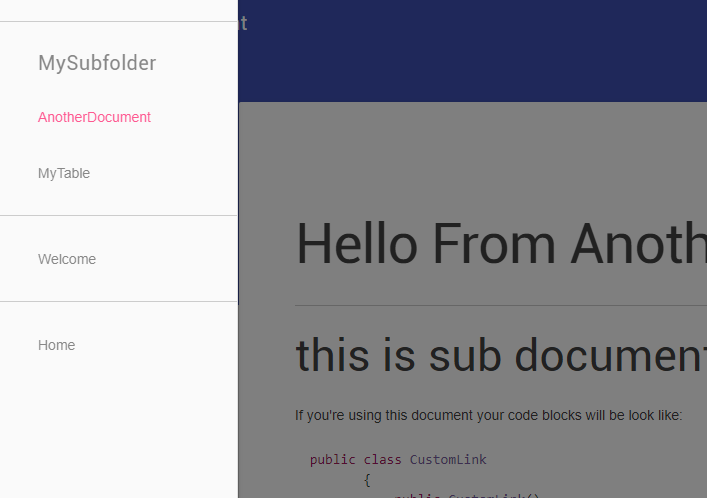 MySubfolder
AnotherDocument
MyTable
Welcome
Home
Hello From
this is sub document
If you're using this document your code blocks will be look like:
public class CustomLink
{
public CustomLink()